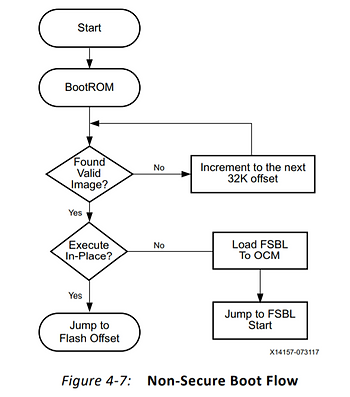 Start
BootROM
Found
Valid
Image?
No
Increment to the next
32K offset
Yes
Execute
In-Place?
No
Load FSBL
To OCM
Yes
Jump to
Flash Offset
Jump to FSBL
Start
X14157-073117
Figure 4-7: Non-Secure Boot Flow